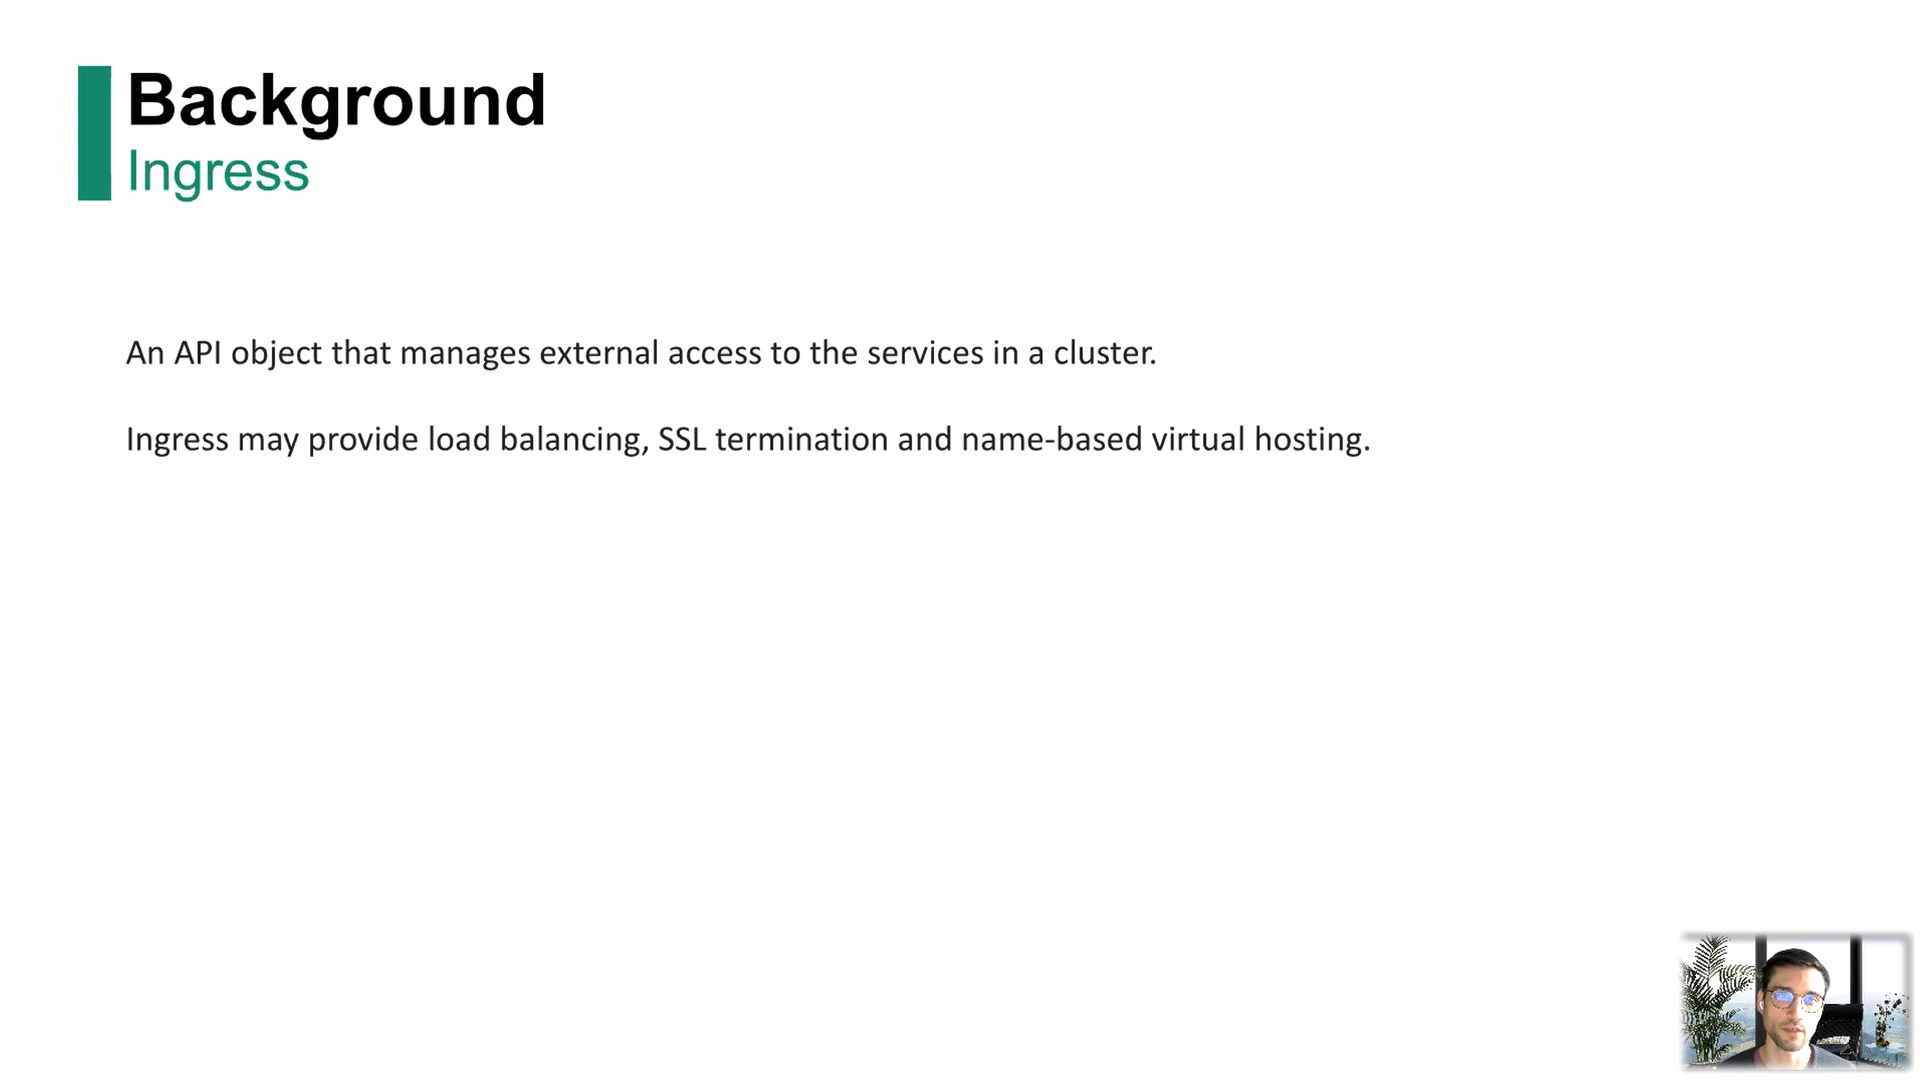 Background
Ingress
An API object that manages external access to the services in a cluster.
Ingress may provide load balancing, SSL termination and name-based virtual hosting.